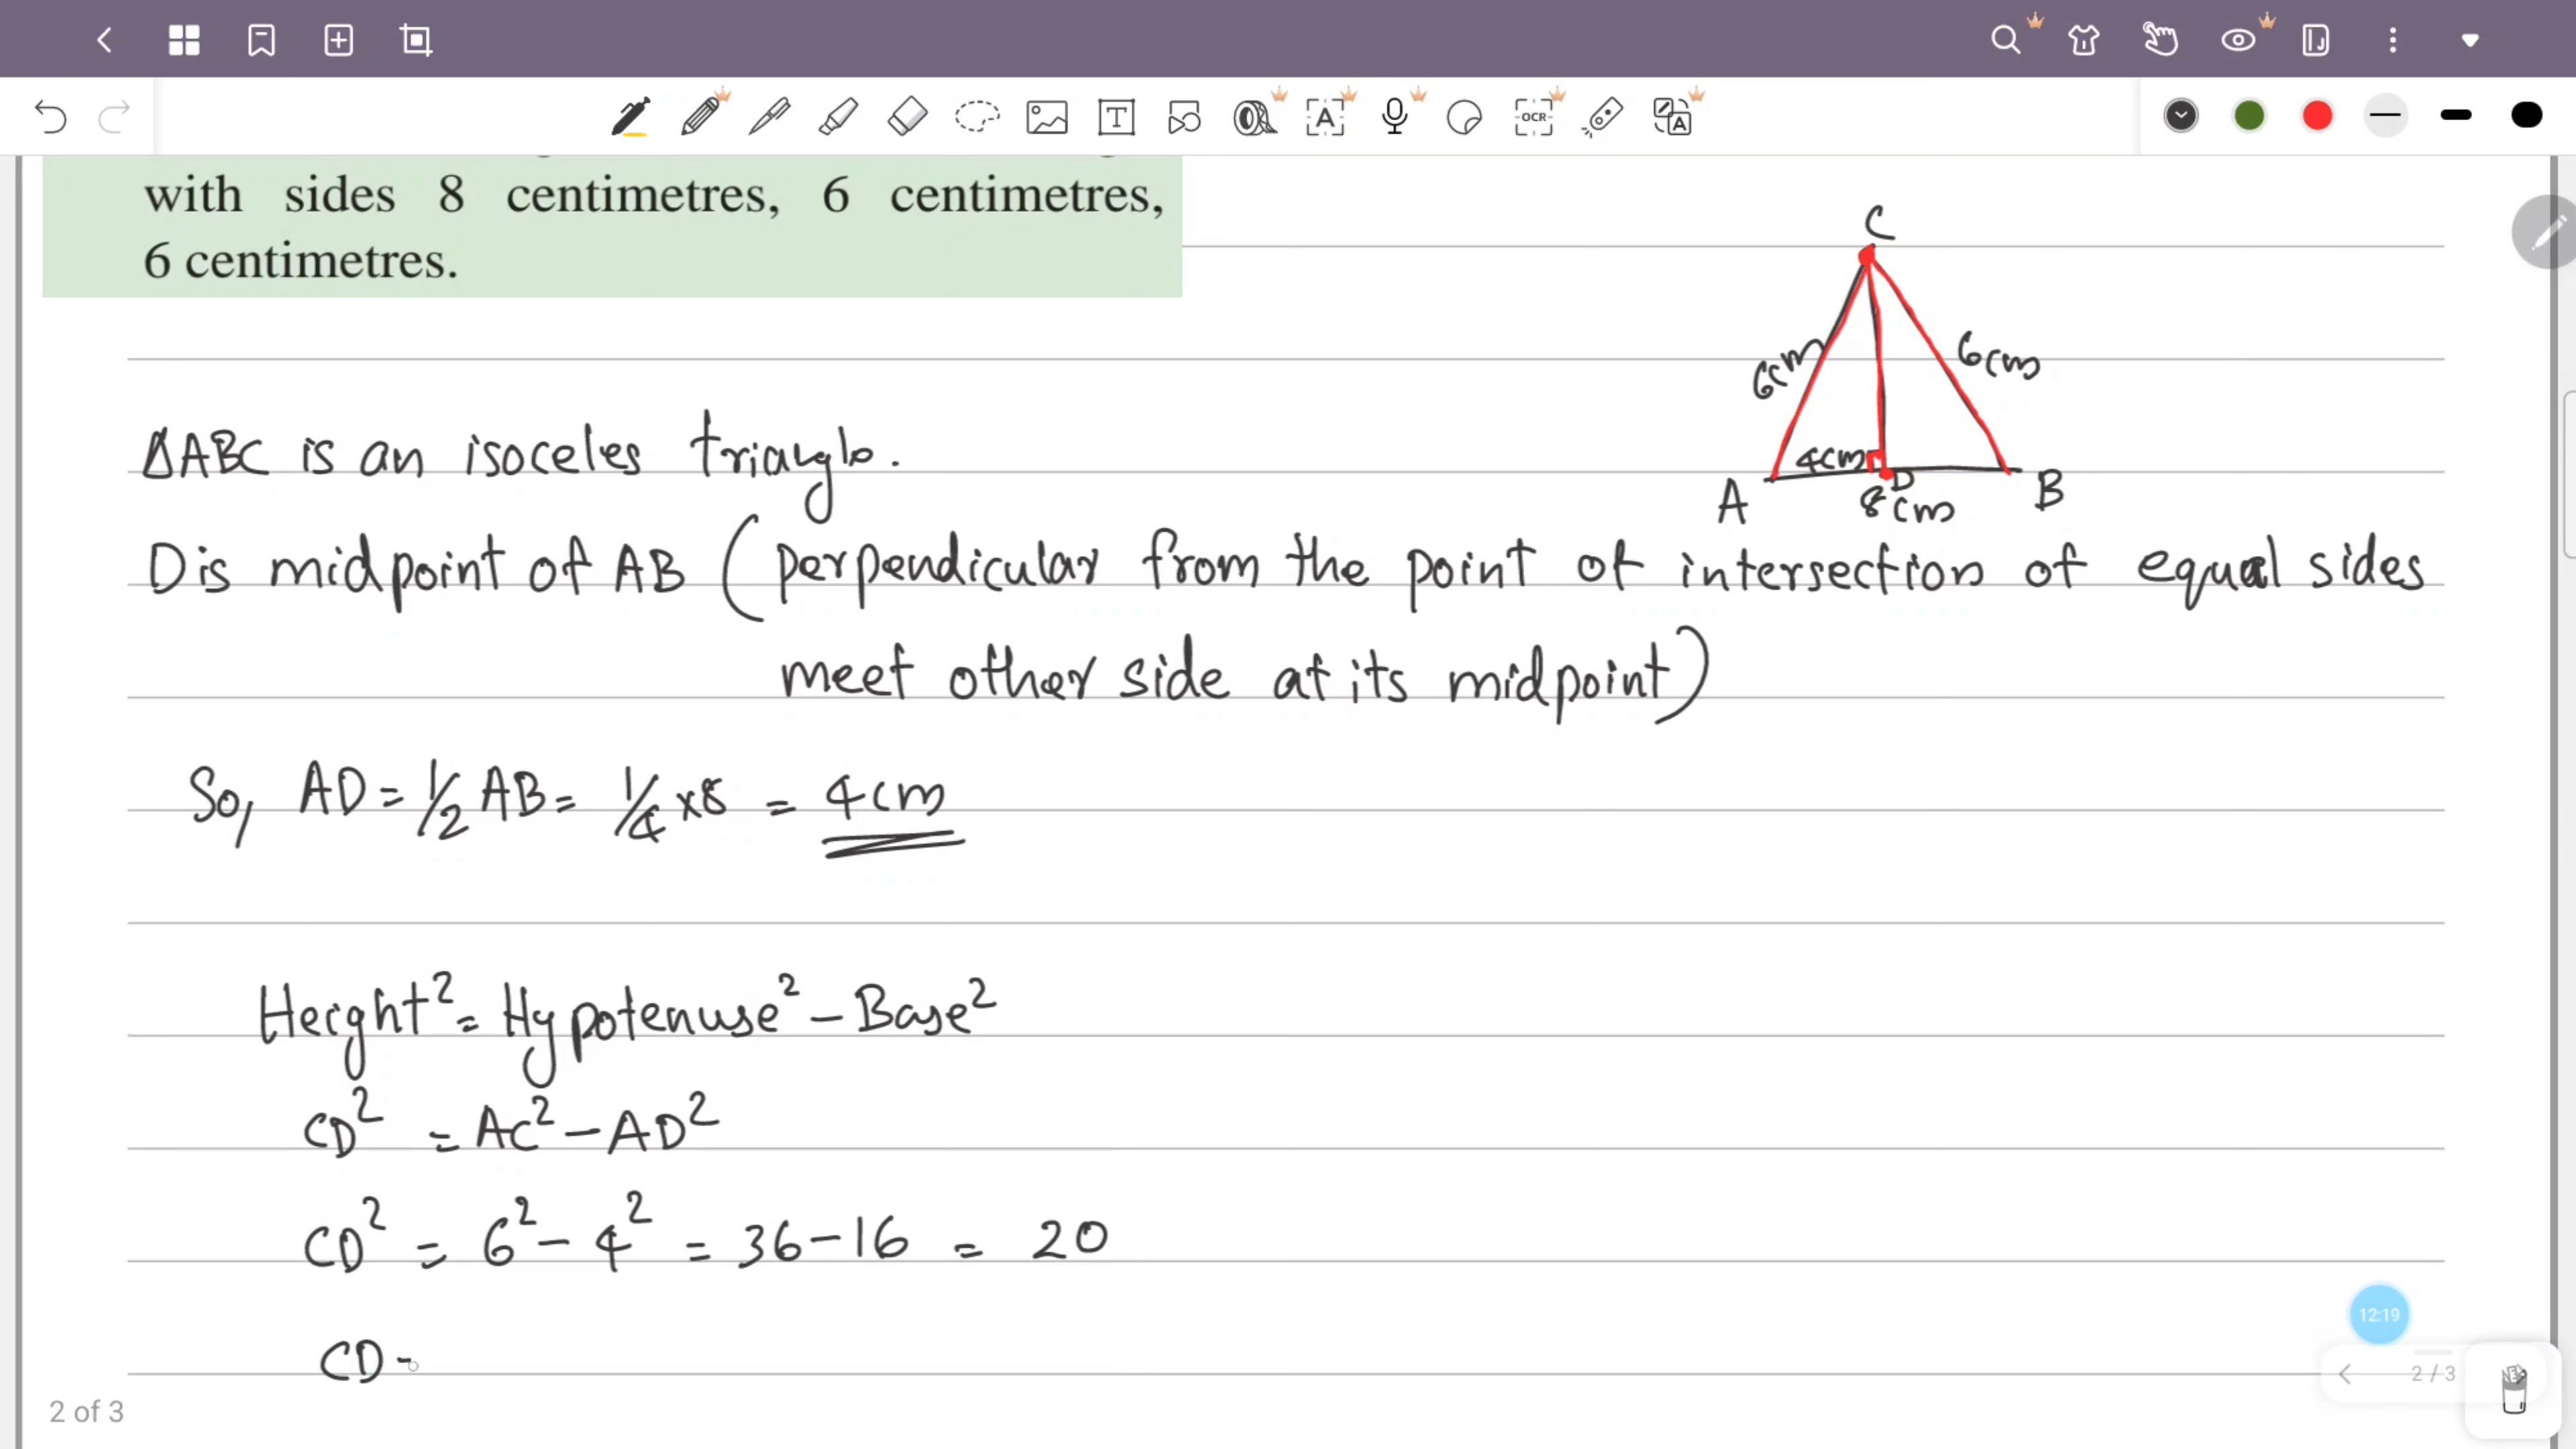 with sides 8 centimetres, 6 centimetres,
6 centimetres.
C
6cm
6cm
4cm
D
A
8cm
B
ΔABC is an isoceles triangle.
D is midpoint of AB (perpendicular from the point of intersection of equal sides
meet other side at its midpoint)
So, AD = 1/2 AB = 1/4 × 8 = 4cm
Height² = Hypotenuse² – Base²
CD² = AC² – AD²
CD² = 6² – 4² = 36 – 16 = 20
CD -
12:19
2 / 3
2 of 3